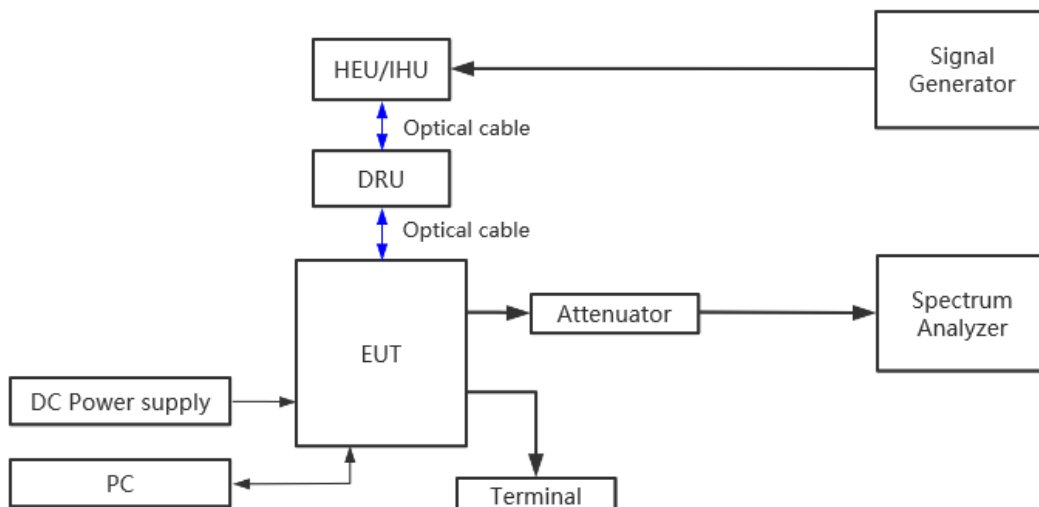 HEU/IHU
Signal
Generator
Optical cable
DRU
Optical cable
EUT
Attenuator
Spectrum
Analyzer
DC Power supply
PC
Terminal